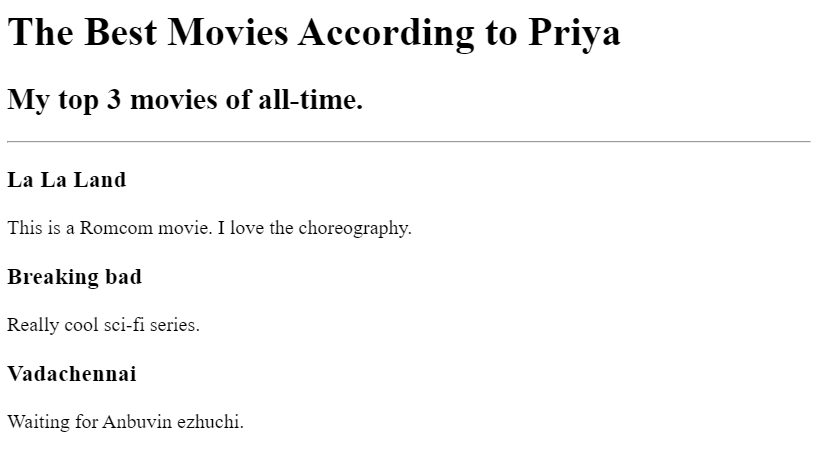 The Best Movies According to Priya
My top 3 movies of all-time.
La La Land
This is a Romcom movie. I love the choreography.
Breaking bad
Really cool sci-fi series.
Vadachennai
Waiting for Anbuvin ezhuchi.